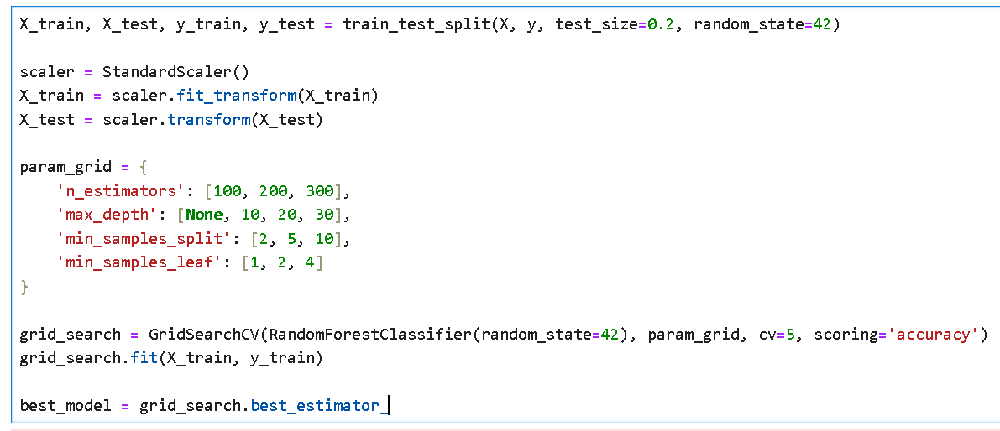 X_train, X_test, y_train, y_test = train_test_split(X, y, test_size=0.2, random_state=42)
scaler = StandardScaler()
X_train = scaler.fit_transform(X_train)
X_test = scaler.transform(X_test)
param_grid = {
    'n_estimators': [100, 200, 300],
    'max_depth': [None, 10, 20, 30],
    'min_samples_split': [2, 5, 10],
    'min_samples_leaf': [1, 2, 4]
}
grid_search = GridSearchCV(RandomForestClassifier(random_state=42), param_grid, cv=5, scoring='accuracy')
grid_search.fit(X_train, y_train)
best_model = grid_search.best_estimator_